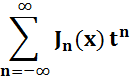 ∞
∑ Jₙ(x) tⁿ
n=-∞